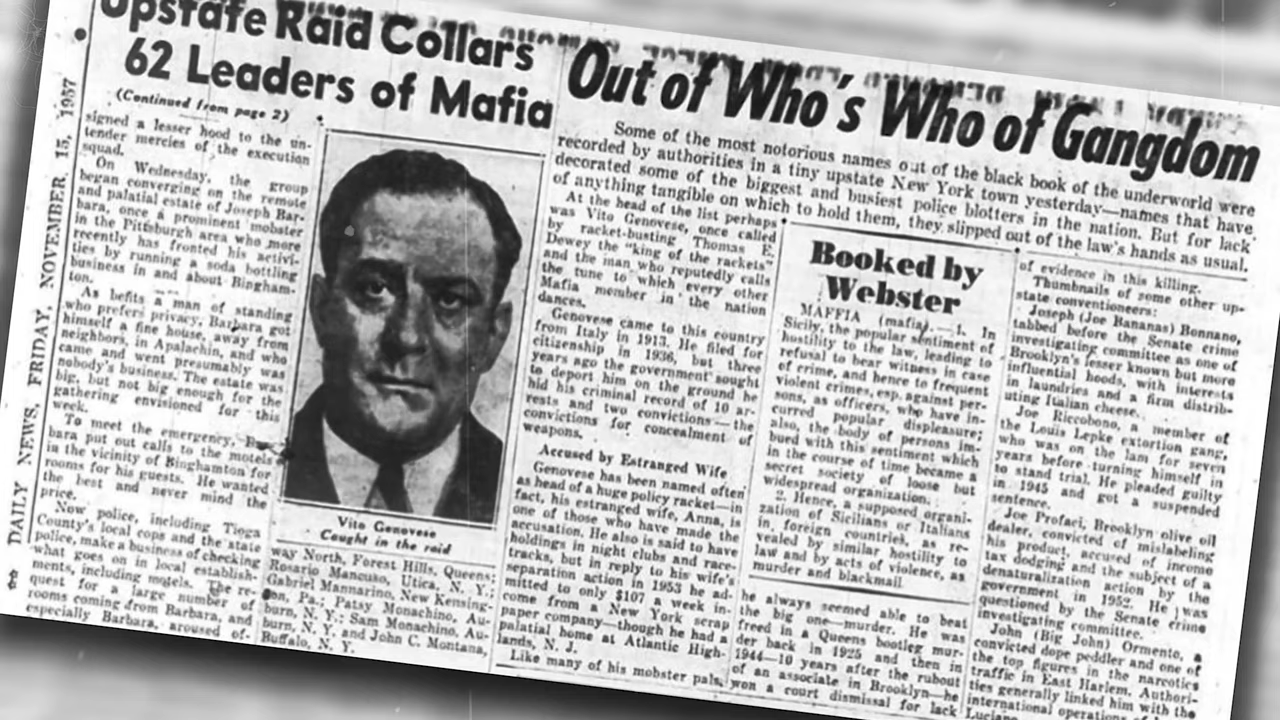 DAILY NEWS, FRIDAY, NOVEMBER 15, 1957
Upstate Raid Collars
62 Leaders of Mafia
(Continued from page 2)
signed a lesser hood to the un-
tender mercies of the execution
squad.
On Wednesday, the group
began converging on the remote
and palatial estate of Joseph Bar-
bara, once a prominent mobster
in the Pittsburgh area who more
recently has fronted his activi-
ties by running a soda bottling
business in and about Bingham-
ton.
As befits a man of standing
who prefers privacy, Barbara got
himself a fine house, away from
neighbors, in Apalachin, and who
came and went presumably was
nobody's business. The estate was
big, but not big enough for the
gathering envisioned for this
week.
To meet the emergency, Bar-
bara put out calls to the motels
in the vicinity of Binghamton for
rooms for his guests. He wanted
the best and never mind the
price.
Now, police, including Tioga
County's local cops and the state
police, make a business of checking
what goes on in local establish-
ments, including motels. The re-
quest for a large number of
rooms coming from Barbara, and
especially Barbara, aroused of-
Vito Genovese
Caught in the raid
way North, Forest Hills, Queens;
Rosario Mancuso, Utica, N. Y.;
Gabriel Mannarino, New Kensing-
ton, Pa.; Patsy Monachino, Au-
burn, N. Y.; Sam Monachino, Au-
burn, N. Y. and John C. Montana,
Buffalo, N. Y.
Out of Who's Who of Gangdom
Some of the most notorious names out of the black book of the underworld were
recorded by authorities in a tiny upstate New York town yesterday—names that have
decorated some of the biggest and busiest police blotters in the nation. But for lack
of anything tangible on which to hold them, they slipped out of the law's hands as usual.
At the head of the list perhaps
was Vito Genovese, once called
by racket-busting Thomas E.
Dewey the "king of the rackets"
and the man who reputedly calls
the tune to which every other
Mafia member in the nation
dances.
Genovese came to this country
from Italy in 1913. He filed for
citizenship in 1936, but three
years ago the government sought
to deport him on the ground he
hid his criminal record of 10 ar-
rests and two convictions—the
convictions for concealment of
weapons.
Accused by Estranged Wife
Genovese has been named often
as head of a huge policy racket—in
fact, his estranged wife, Anna, is
one of those who have made the
accusation. He also is said to have
holdings in night clubs and race-
tracks, but in reply to his wife's
separation action in 1953 he ad-
mitted to only $107 a week in-
come from a New York scrap
paper company—though he had a
palatial home at Atlantic High-
lands, N. J.
Like many of his mobster pals,
Booked by
Webster
MAFFIA (mafia),—1. In
Sicily, the popular sentiment of
hostility to the law, leading to
refusal to bear witness in case
of crime, and hence to frequent
violent crimes, esp. against per-
sons, as officers, who have in-
curred popular displeasure;
also, the body of persons im-
bued with this sentiment which
in the course of time became a
secret society of loose but
widespread organization.
2. Hence, a supposed organi-
zation of Sicilians or Italians
in foreign countries, as re-
vealed by similar hostility to
law and by acts of violence, as
murder and blackmail.
he always seemed able to beat
the big one—murder. He was
freed in a Queens bootleg mur-
der back in 1925 and then in
1944—10 years after the rubout
of an associate in Brooklyn—he
won a court dismissal for lack
of evidence in this killing.
Thumbnails of some other up-
state conventioneers:
Joseph (Joe Bananas) Bonnano,
tabbed before the Senate crime
investigating committee as one of
Brooklyn's lesser known but more
influential hoods, with interests
in laundries and a firm distrib-
uting Italian cheese.
Joe Riccobono, a member of
the Louis Lepke extortion gang,
who was on the lam for seven
years before turning himself in
to stand trial. He pleaded guilty
in 1945 and got a suspended
sentence.
Joe Profaci, Brooklyn olive oil
dealer, convicted of mislabeling
his product, accused of income
tax dodging and the subject of a
denaturalization action by the
government in 1952. He was
questioned by the Senate crime
investigating committee.
John (Big John) Ormento, a
convicted dope peddler and one of
the top figures in the narcotics
traffic in East Harlem. Authori-
ties generally linked him with the
international operations of
Luciano